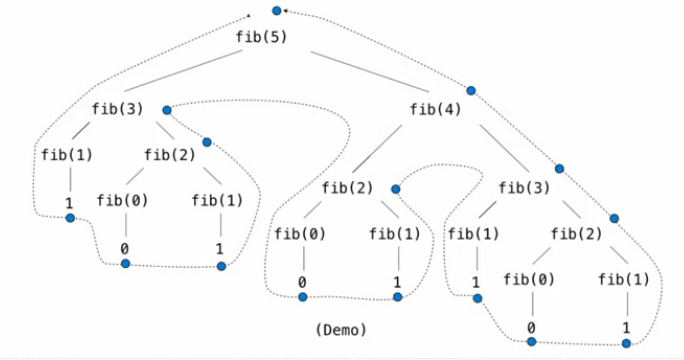 fib(5)
fib(3) fib(4)
fib(1) fib(2) fib(2) fib(3)
1 fib(0) fib(1) fib(0) fib(1) fib(1) fib(2)
0 1 0 1 1 fib(0) fib(1)
(Demo) 0 1